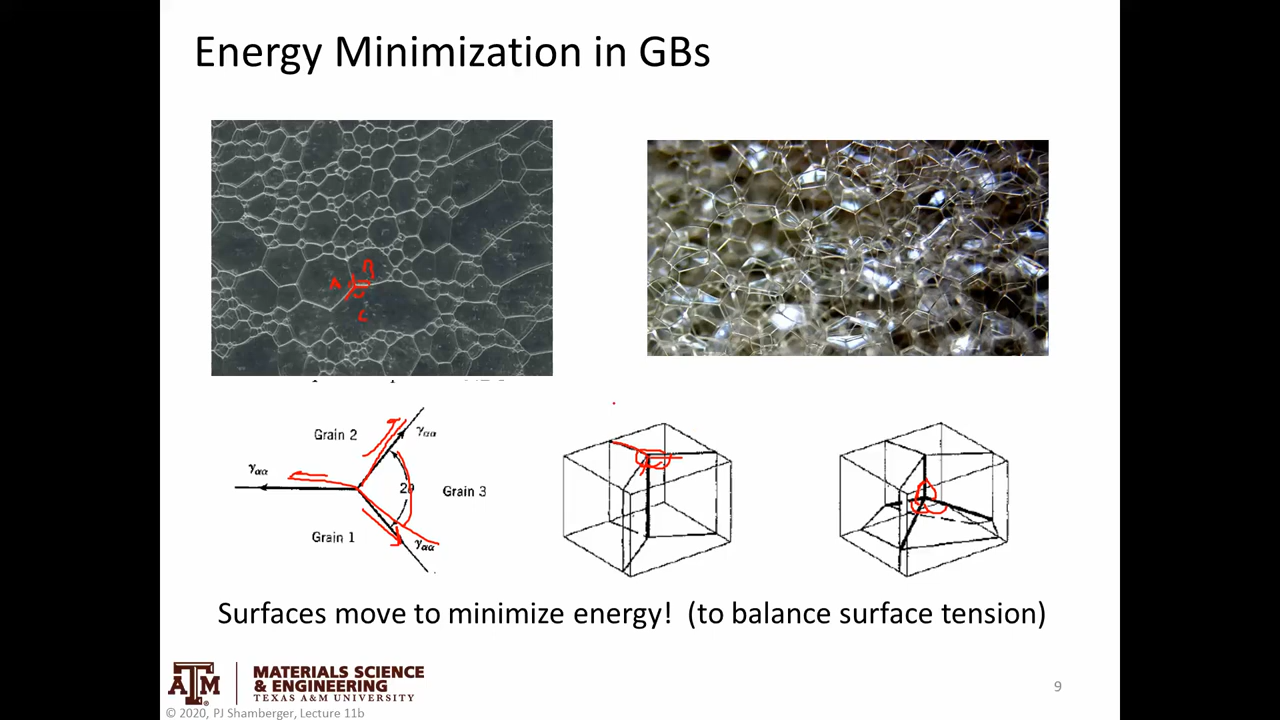 Energy Minimization in GBs
A
B
C
Grain 2
γαα
γαα
2θ
Grain 3
Grain 1
γαα
Surfaces move to minimize energy! (to balance surface tension)
ATM
MATERIALS SCIENCE
& ENGINEERING
TEXAS A&M UNIVERSITY
9
© 2020, PJ Shamberger, Lecture 11b